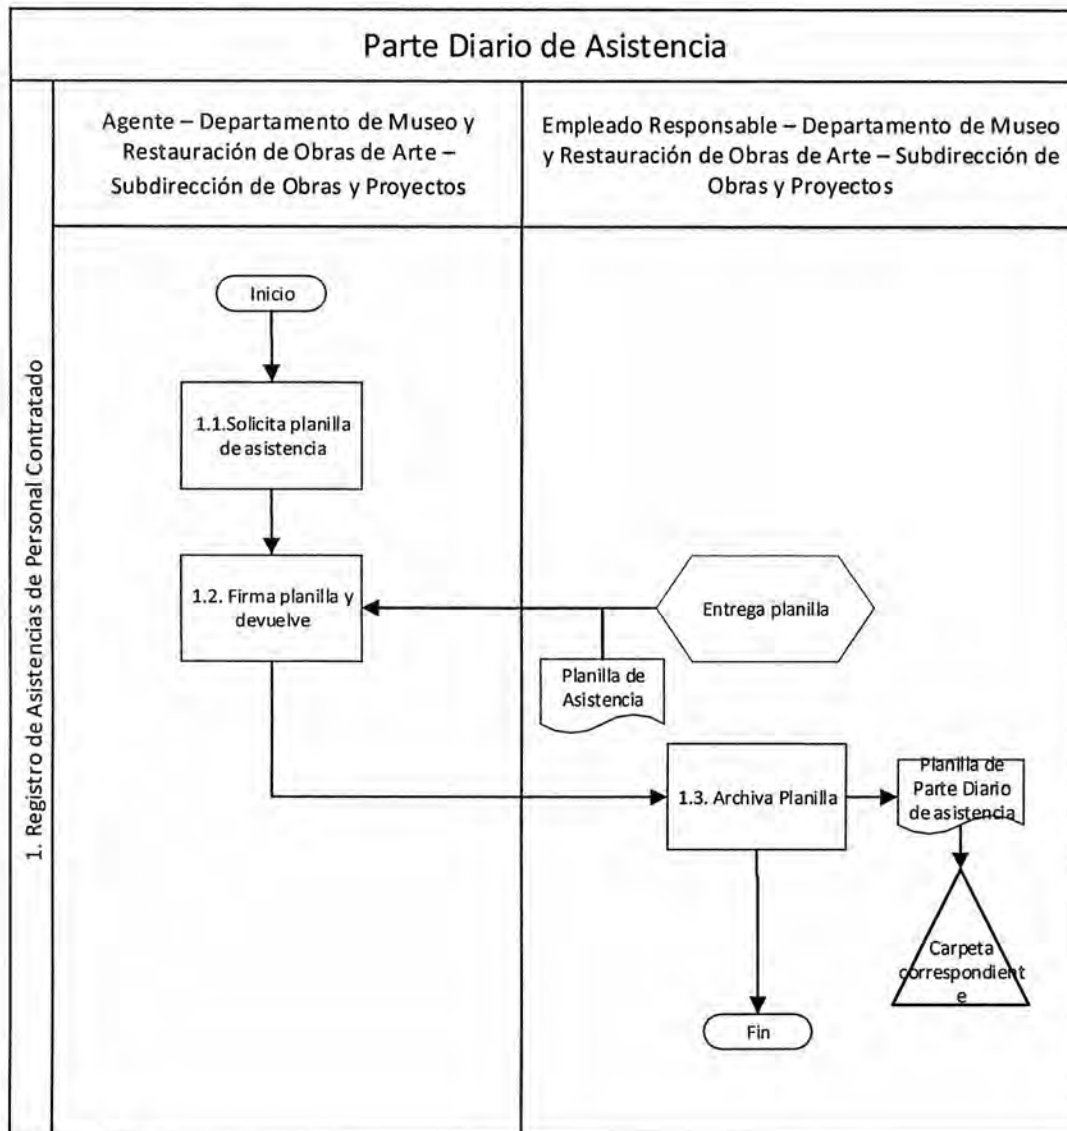 Parte Diario de Asistencia
Agente – Departamento de Museo y
Restauración de Obras de Arte –
Subdirección de Obras y Proyectos
Empleado Responsable – Departamento de Museo
y Restauración de Obras de Arte – Subdirección de
Obras y Proyectos
1. Registro de Asistencias de Personal Contratado
Inicio
1.1.Solicita planilla
de asistencia
1.2. Firma planilla y
devuelve
Entrega planilla
Planilla de
Asistencia
1.3. Archiva Planilla
Planilla de
Parte Diario
de asistencia
Carpeta
correspondient
e
Fin